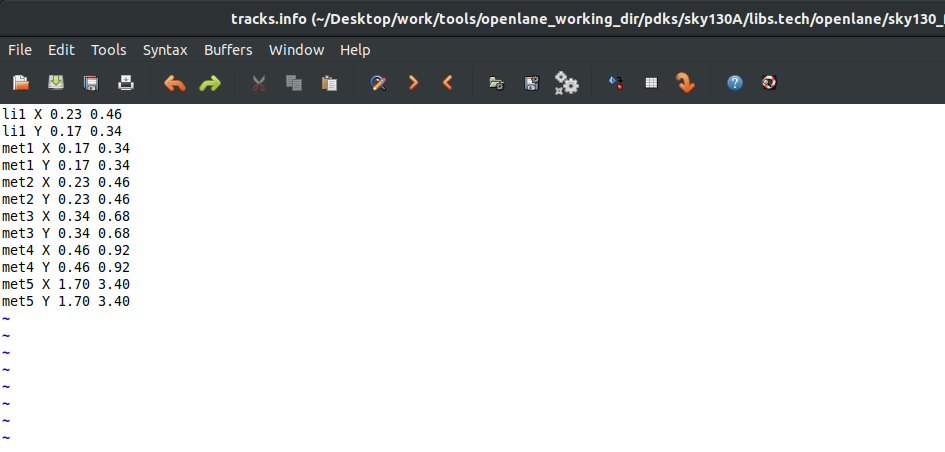 tracks.info (~/Desktop/work/tools/openlane_working_dir/pdks/sky130A/libs.tech/openlane/sky130_
File Edit Tools Syntax Buffers Window Help
li1 X 0.23 0.46
li1 Y 0.17 0.34
met1 X 0.17 0.34
met1 Y 0.17 0.34
met2 X 0.23 0.46
met2 Y 0.23 0.46
met3 X 0.34 0.68
met3 Y 0.34 0.68
met4 X 0.46 0.92
met4 Y 0.46 0.92
met5 X 1.70 3.40
met5 Y 1.70 3.40
~
~
~
~
~
~
~
~